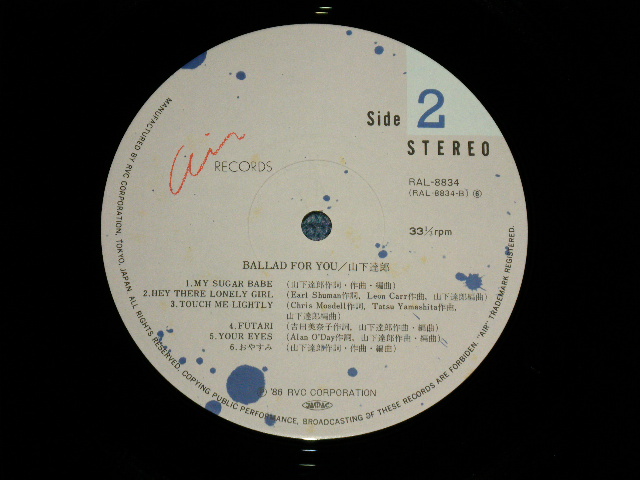 Side 2
STEREO
air RECORDS
RAL-8834
(RAL-8834-B) ⑥
33⅓rpm
BALLAD FOR YOU／山下達郎
1.MY SUGAR BABE (山下達郎作詞・作曲・編曲)
2.HEY THERE LONELY GIRL (Earl Shuman作詞, Leon Carr作曲, 山下達郎編曲)
3.TOUCH ME LIGHTLY (Chris Mosdell作詞, Tatsu Yamashita作曲,
山下達郎編曲)
4.FUTARI (吉田美奈子作詞, 山下達郎作曲・編曲)
5.YOUR EYES (Alan O'Day作詞, 山下達郎作曲・編曲)
6.おやすみ (山下達郎作詞・作曲・編曲)
Ⓟ '86 RVC CORPORATION
JASRAC
MANUFACTURED BY RVC CORPORATION, TOKYO, JAPAN. ALL RIGHTS RESERVED. COPYING PUBLIC PERFORMANCE, BROADCASTING OF THESE RECORDS ARE FORBIDEN. "AIR" TRADEMARK REGISTERED.